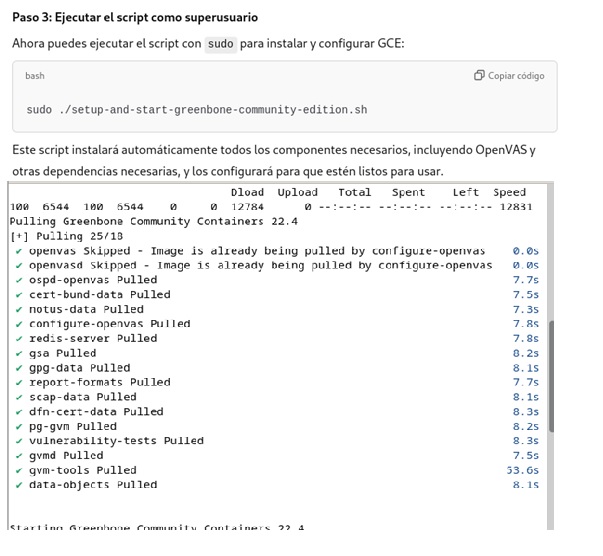 Paso 3: Ejecutar el script como superusuario
Ahora puedes ejecutar el script con sudo para instalar y configurar GCE:
bash
Copiar código
sudo ./setup-and-start-greenbone-community-edition.sh
Este script instalará automáticamente todos los componentes necesarios, incluyendo OpenVAS y
otras dependencias necesarias, y los configurará para que estén listos para usar.
Dload Upload Total Spent Left Speed
100 6544 100 6544 0 0 12784 0 --:--:-- --:--:-- --:--:-- 12831
Pulling Greenbone Community Containers 22.4
[+] Pulling 25/18
✔ openvas Skipped - Image is already being pulled by configure-openvas 0.0s
✔ openvasd Skipped - Image is already being pulled by configure-openvas 0.0s
✔ ospd-openvas Pulled 7.7s
✔ cert-bund-data Pulled 7.5s
✔ notus-data Pulled 7.3s
✔ configure-openvas Pulled 7.8s
✔ redis-server Pulled 7.8s
✔ gsa Pulled 8.2s
✔ gpg-data Pulled 8.1s
✔ report-formats Pulled 7.7s
✔ scap-data Pulled 8.1s
✔ dfn-cert-data Pulled 8.3s
✔ pg-gvm Pulled 8.2s
✔ vulnerability-tests Pulled 8.3s
✔ gvmd Pulled 7.5s
✔ gvm-tools Pulled 53.6s
✔ data-objects Pulled 8.1s
Starting Greenbone Community Containers 22.4